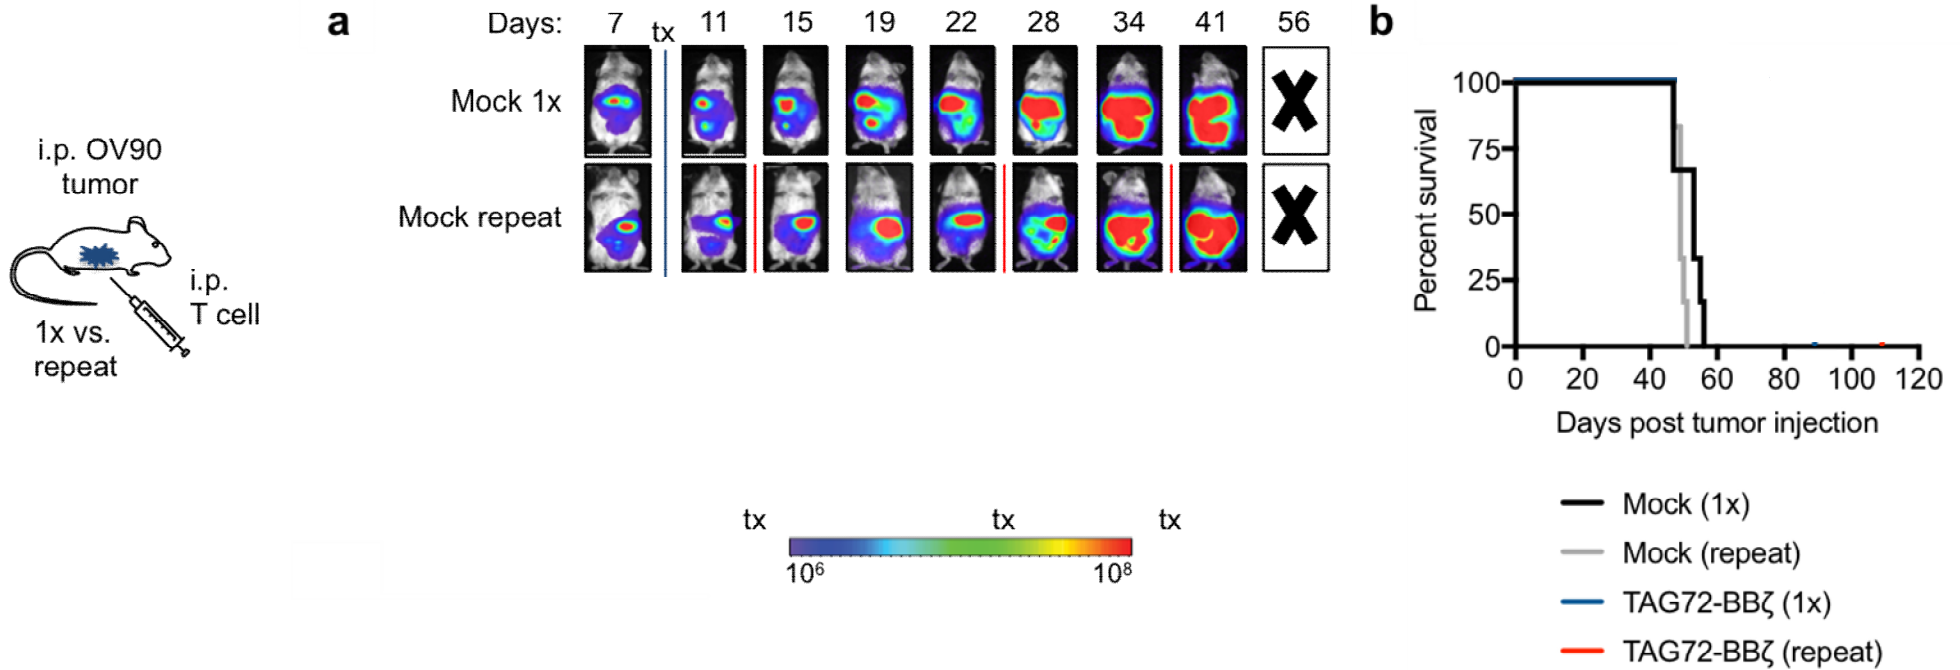 i.p. OV90
tumor
i.p.
T cell
1x vs.
repeat
a
Days: 7 tx 11 15 19 22 28 34 41 56
Mock 1x
X
Mock repeat
X
tx tx tx
10⁶ 10⁸
b
Percent survival
100
75
50
25
0
0 20 40 60 80 100 120
Days post tumor injection
Mock (1x)
Mock (repeat)
TAG72-BBζ (1x)
TAG72-BBζ (repeat)